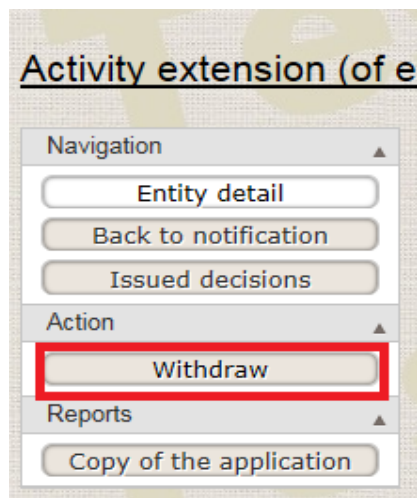 Activity extension (of e
Navigation
Entity detail
Back to notification
Issued decisions
Action
Withdraw
Reports
Copy of the application